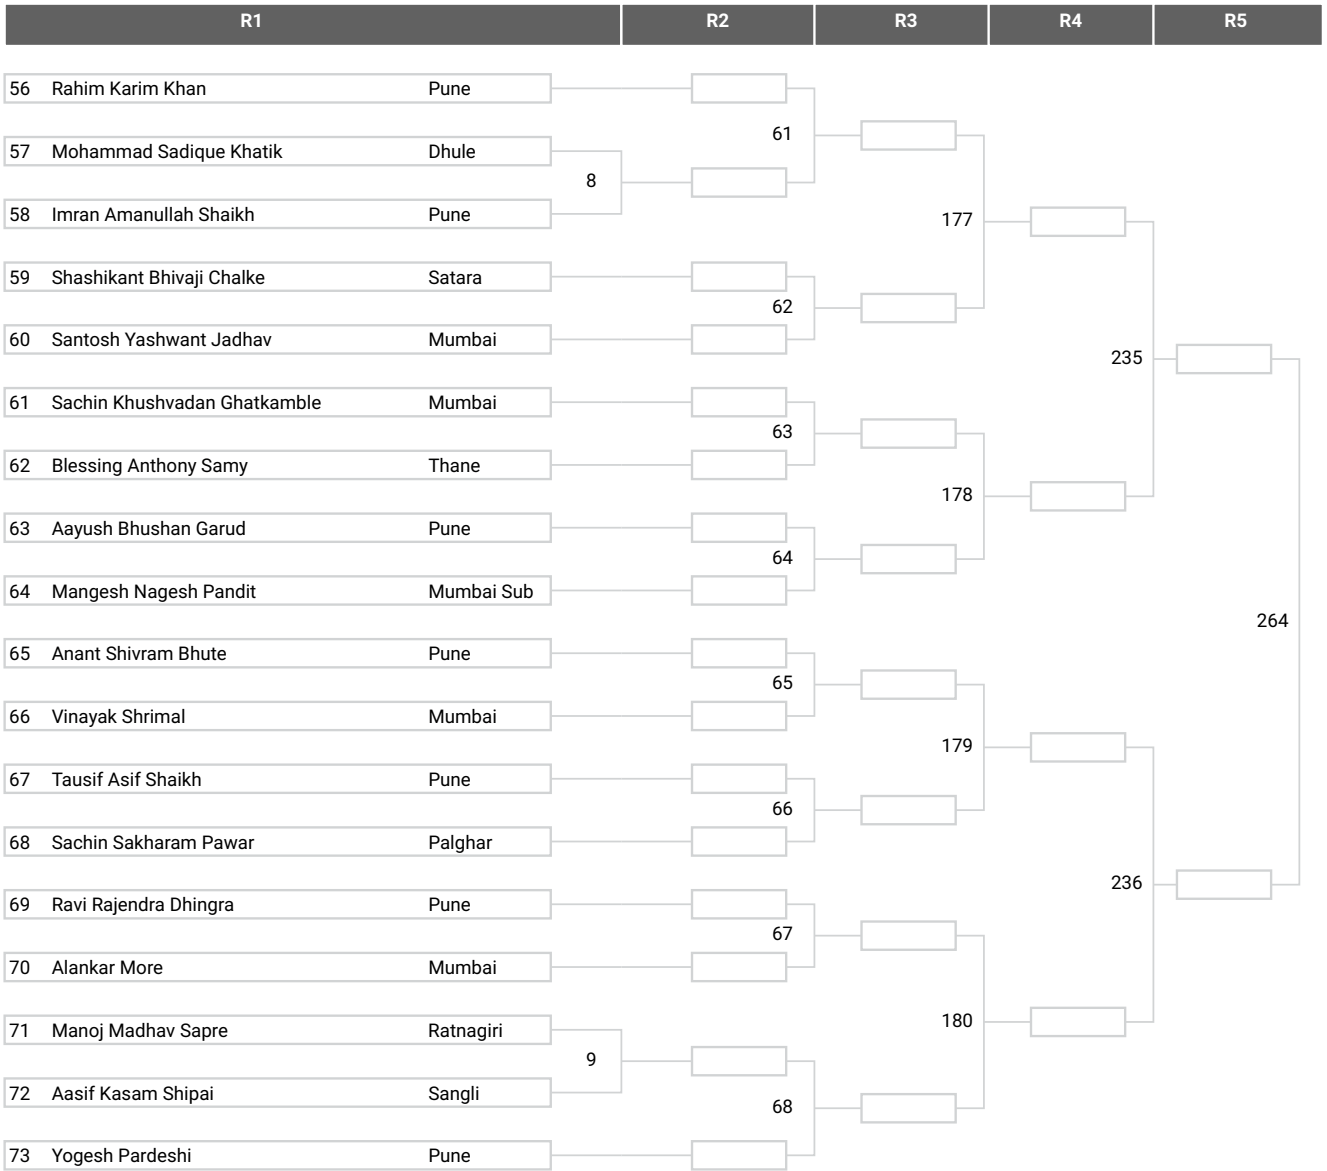 R1 R2 R3 R4 R5
56 Rahim Karim Khan Pune
61
57 Mohammad Sadique Khatik Dhule
8
58 Imran Amanullah Shaikh Pune
177
59 Shashikant Bhivaji Chalke Satara
62
60 Santosh Yashwant Jadhav Mumbai
235
61 Sachin Khushvadan Ghatkamble Mumbai
63
62 Blessing Anthony Samy Thane
178
63 Aayush Bhushan Garud Pune
64
64 Mangesh Nagesh Pandit Mumbai Sub
264
65 Anant Shivram Bhute Pune
65
66 Vinayak Shrimal Mumbai
179
67 Tausif Asif Shaikh Pune
66
68 Sachin Sakharam Pawar Palghar
236
69 Ravi Rajendra Dhingra Pune
67
70 Alankar More Mumbai
180
71 Manoj Madhav Sapre Ratnagiri
9
72 Aasif Kasam Shipai Sangli
68
73 Yogesh Pardeshi Pune